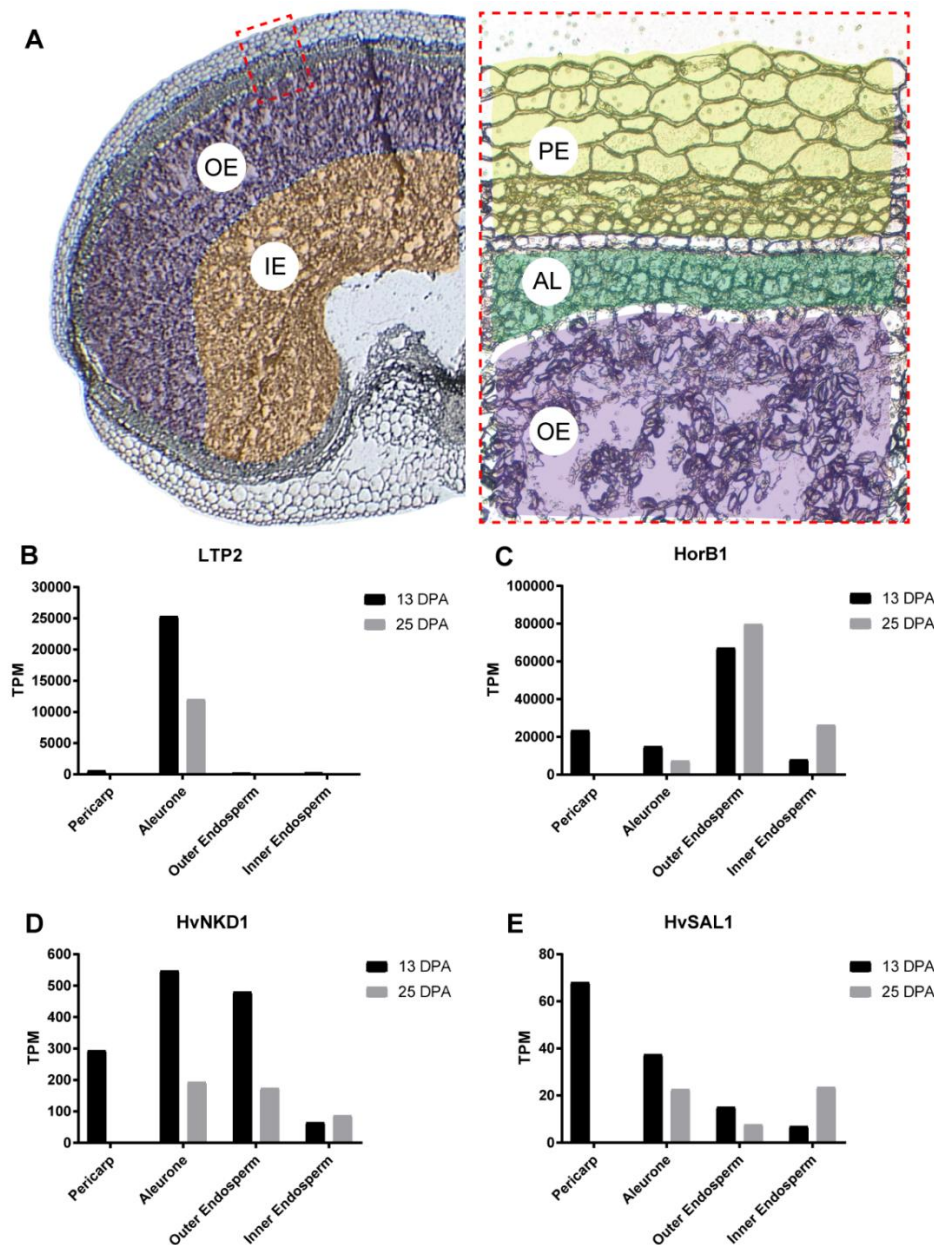 A
OE
IE
PE
AL
OE
B
LTP2
TPM
30000
25000
20000
15000
10000
5000
0
13 DPA
25 DPA
Pericarp
Aleurone
Outer Endosperm
Inner Endosperm
C
HorB1
TPM
100000
80000
60000
40000
20000
0
13 DPA
25 DPA
Pericarp
Aleurone
Outer Endosperm
Inner Endosperm
D
HvNKD1
TPM
600
500
400
300
200
100
0
13 DPA
25 DPA
Pericarp
Aleurone
Outer Endosperm
Inner Endosperm
E
HvSAL1
TPM
80
60
40
20
0
13 DPA
25 DPA
Pericarp
Aleurone
Outer Endosperm
Inner Endosperm